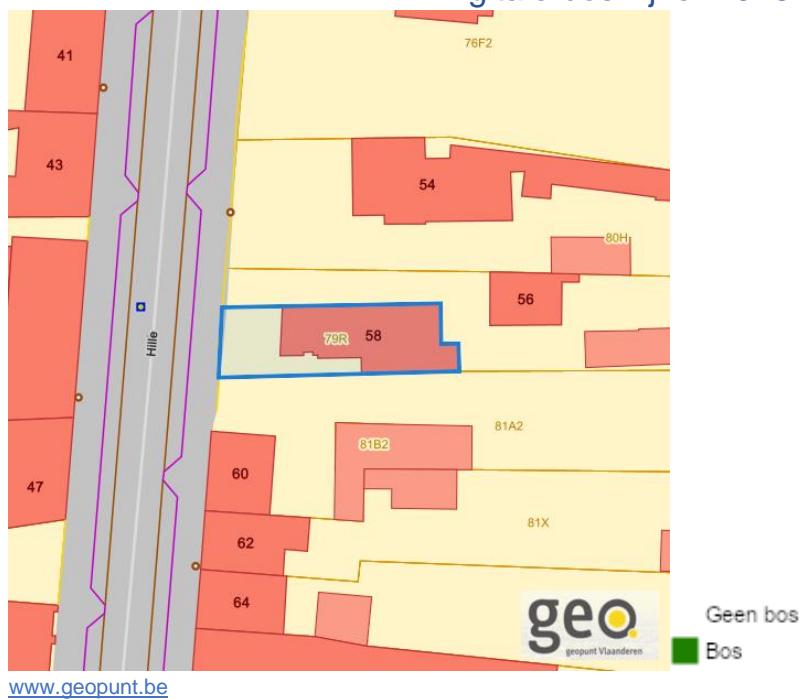 76F2
41
43
54
80H
56
Hille
79R
58
81A2
81B2
47
60
81X
62
64
geo
geopunt Vlaanderen
Geen bos
Bos
www.geopunt.be